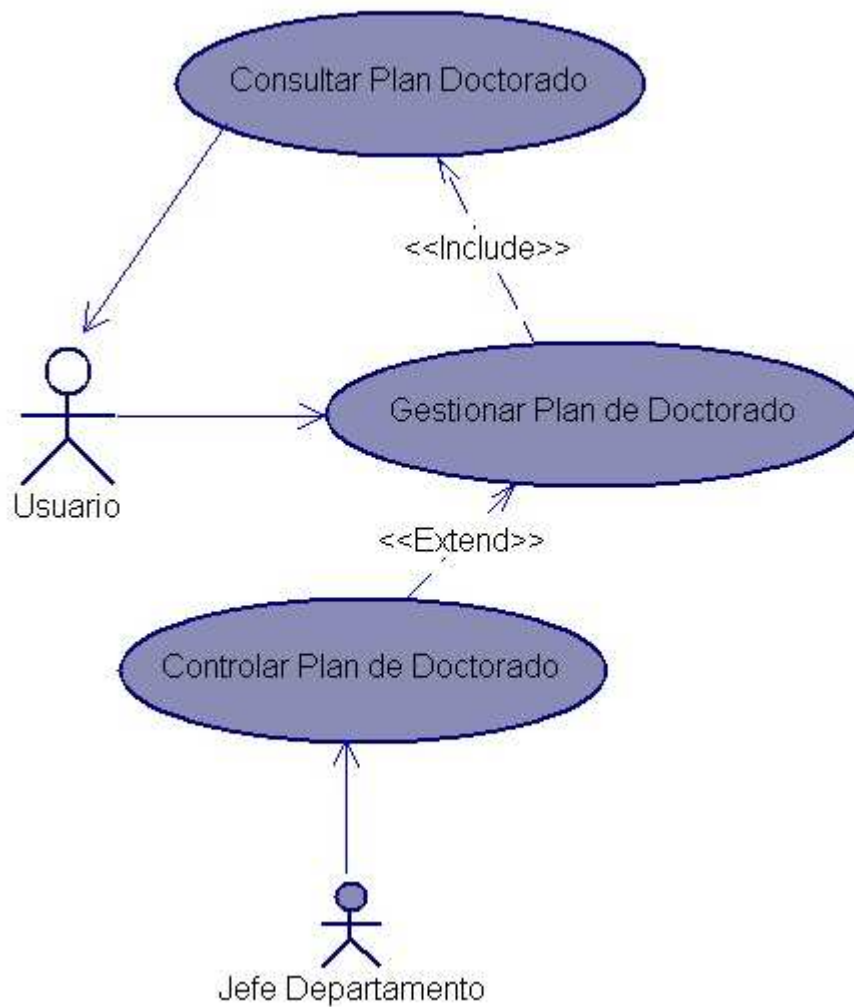 Consultar Plan Doctorado
<<Include>>
Gestionar Plan de Doctorado
Usuario
<<Extend>>
Controlar Plan de Doctorado
Jefe Departamento